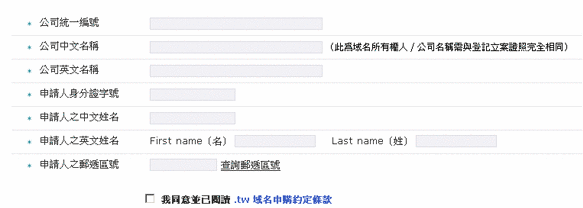 公司統一編號
公司中文名稱 (此為域名所有權人 / 公司名稱需與登記立案證照完全相同)
公司英文名稱
申請人身分證字號
申請人之中文姓名
申請人之英文姓名 First name〔名〕 Last name〔姓〕
申請人之郵遞區號 查詢郵遞區號
我同意並已閱讀 .tw 域名申購約定條款